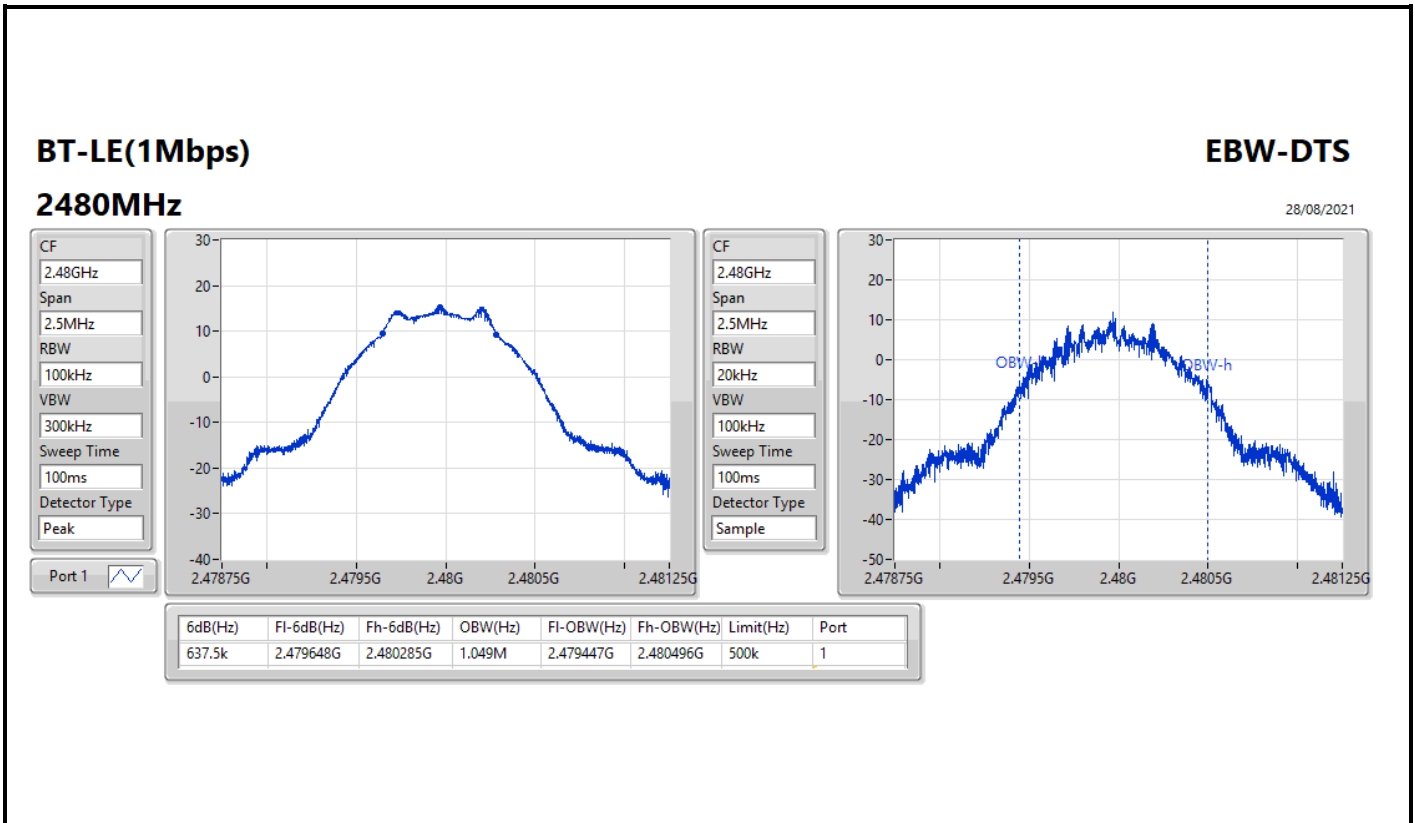 BT-LE(1Mbps)
EBW-DTS
2480MHz
28/08/2021
CF
2.48GHz
Span
2.5MHz
RBW
100kHz
VBW
300kHz
Sweep Time
100ms
Detector Type
Peak
Port 1
30
20
10
0
-10
-20
-30
-40
2.47875G 2.4795G 2.48G 2.4805G 2.48125G
CF
2.48GHz
Span
2.5MHz
RBW
20kHz
VBW
100kHz
Sweep Time
100ms
Detector Type
Sample
30
20
10
0
-10
-20
-30
-40
-50
OBW-
OBW-h
2.47875G 2.4795G 2.48G 2.4805G 2.48125G
6dB(Hz) Fl-6dB(Hz) Fh-6dB(Hz) OBW(Hz) Fl-OBW(Hz) Fh-OBW(Hz) Limit(Hz) Port
637.5k 2.479648G 2.480285G 1.049M 2.479447G 2.480496G 500k 1